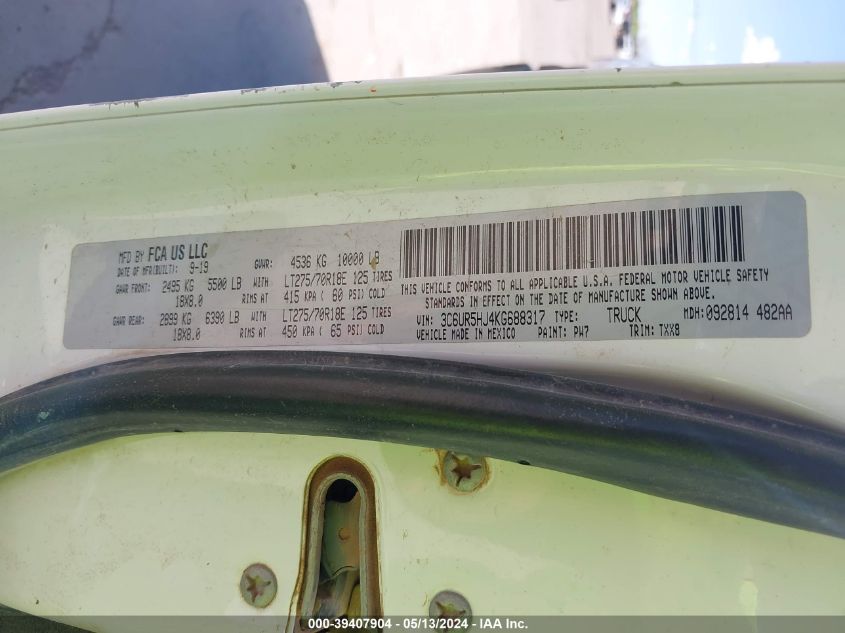 MFD BY FCA US LLC
DATE OF MFR(BUILT): 9-19 GVWR: 4536 KG 10000 LB
GAWR FRONT: 2495 KG 5500 LB WITH LT275/70R18E 125 TIRES
18X8.0 RIMS AT 415 KPA ( 60 PSI) COLD
GAWR REAR: 2899 KG 6390 LB WITH LT275/70R18E 125 TIRES
18X8.0 RIMS AT 450 KPA ( 65 PSI) COLD
THIS VEHICLE CONFORMS TO ALL APPLICABLE U.S.A. FEDERAL MOTOR VEHICLE SAFETY
STANDARDS IN EFFECT ON THE DATE OF MANUFACTURE SHOWN ABOVE.
VIN: 3C6UR5HJ4KG688317 TYPE: TRUCK MDH: 092814 482AA
VEHICLE MADE IN MEXICO PAINT: PW7 TRIM: TXX8
000-39407904 - 05/13/2024 - IAA Inc.